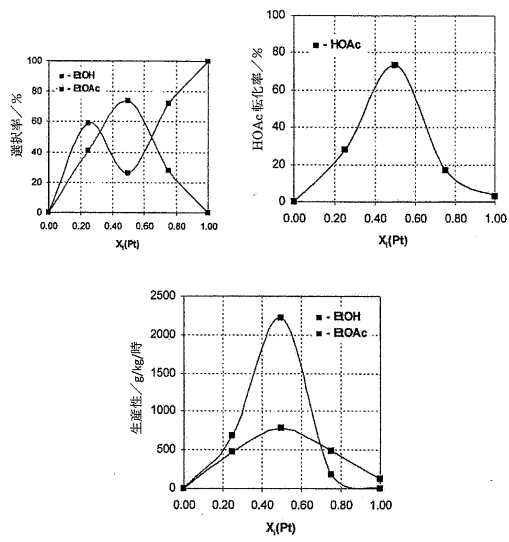 選択率／%
100
80
60
40
20
0
■ - EtOH
■ - EtOAc
0.00 0.20 0.40 0.60 0.80 1.00
Xi(Pt)
HOAc 転化率／%
100
80
60
40
20
0
■ - HOAc
0.00 0.20 0.40 0.60 0.80 1.00
Xi(Pt)
生産性／g/kg/時
2500
2000
1500
1000
500
0
■ - EtOH
■ - EtOAc
0.00 0.20 0.40 0.60 0.80 1.00
Xi(Pt)